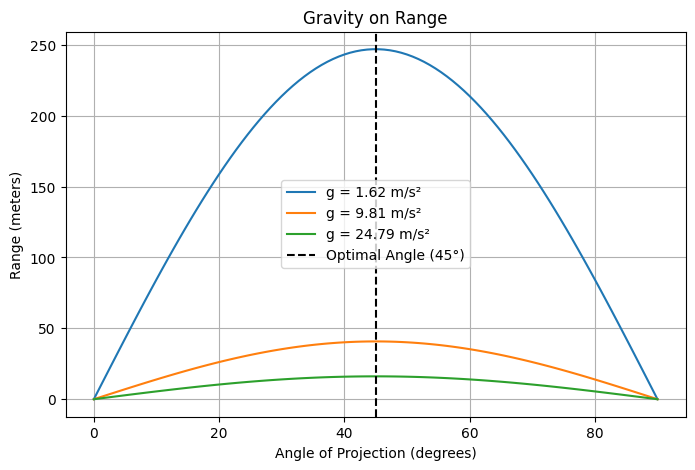 Gravity on Range
Range (meters)
250
200
150
100
50
0
g = 1.62 m/s²
g = 9.81 m/s²
g = 24.79 m/s²
Optimal Angle (45°)
0 20 40 60 80
Angle of Projection (degrees)